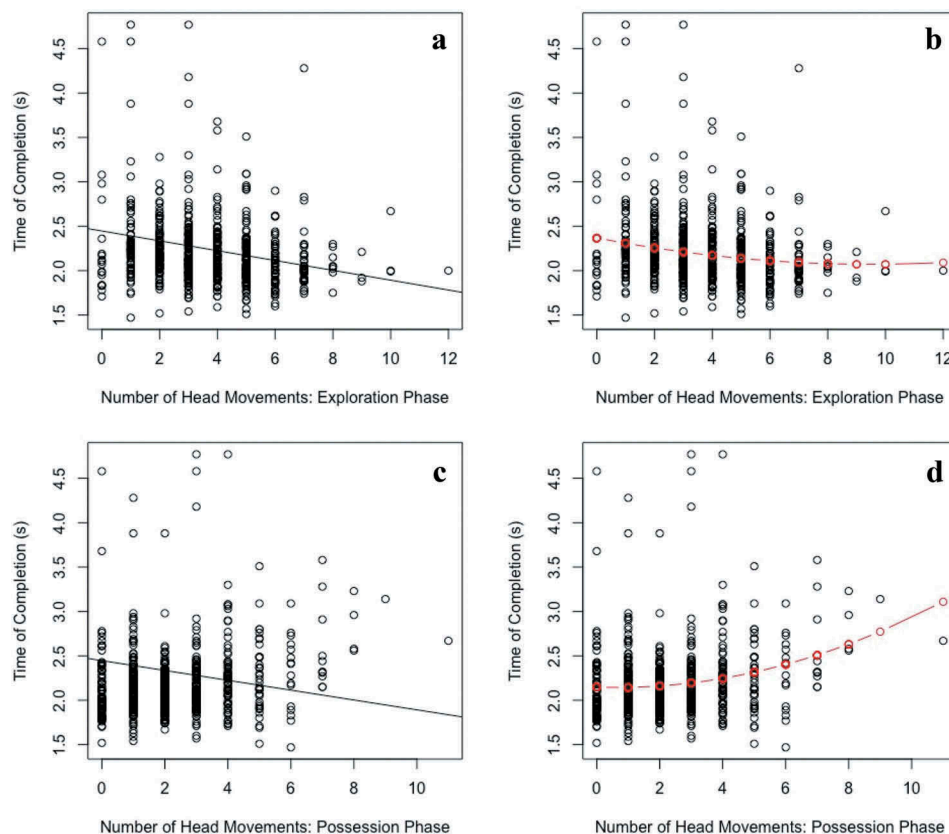 a
Time of Completion (s)
4.5
4.0
3.5
3.0
2.5
2.0
1.5
0 2 4 6 8 10 12
Number of Head Movements: Exploration Phase
b
Time of Completion (s)
4.5
4.0
3.5
3.0
2.5
2.0
1.5
0 2 4 6 8 10 12
Number of Head Movements: Exploration Phase
c
Time of Completion (s)
4.5
4.0
3.5
3.0
2.5
2.0
1.5
0 2 4 6 8 10
Number of Head Movements: Possession Phase
d
Time of Completion (s)
4.5
4.0
3.5
3.0
2.5
2.0
1.5
0 2 4 6 8 10
Number of Head Movements: Possession Phase